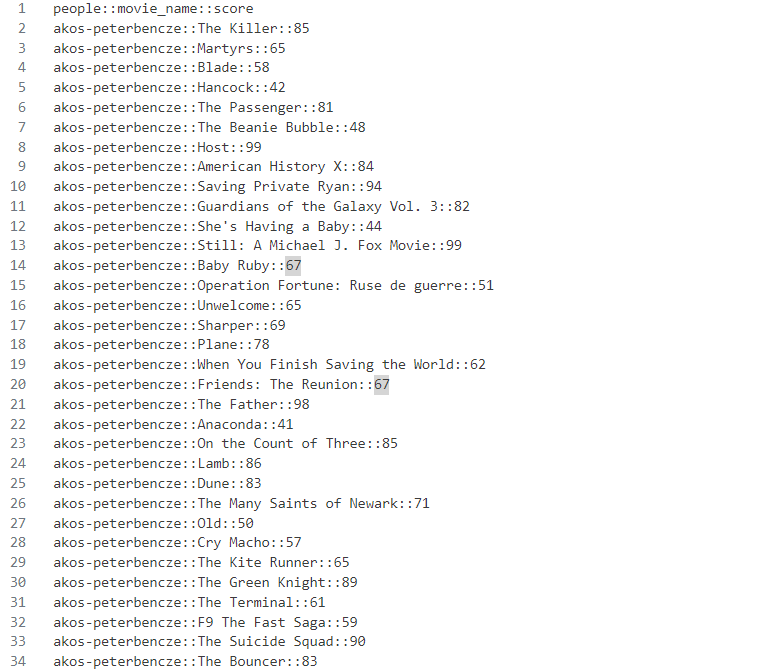 1 people::movie_name::score
2 akos-peterbencze::The Killer::85
3 akos-peterbencze::Martyrs::65
4 akos-peterbencze::Blade::58
5 akos-peterbencze::Hancock::42
6 akos-peterbencze::The Passenger::81
7 akos-peterbencze::The Beanie Bubble::48
8 akos-peterbencze::Host::99
9 akos-peterbencze::American History X::84
10 akos-peterbencze::Saving Private Ryan::94
11 akos-peterbencze::Guardians of the Galaxy Vol. 3::82
12 akos-peterbencze::She's Having a Baby::44
13 akos-peterbencze::Still: A Michael J. Fox Movie::99
14 akos-peterbencze::Baby Ruby::67
15 akos-peterbencze::Operation Fortune: Ruse de guerre::51
16 akos-peterbencze::Unwelcome::65
17 akos-peterbencze::Sharper::69
18 akos-peterbencze::Plane::78
19 akos-peterbencze::When You Finish Saving the World::62
20 akos-peterbencze::Friends: The Reunion::67
21 akos-peterbencze::The Father::98
22 akos-peterbencze::Anaconda::41
23 akos-peterbencze::On the Count of Three::85
24 akos-peterbencze::Lamb::86
25 akos-peterbencze::Dune::83
26 akos-peterbencze::The Many Saints of Newark::71
27 akos-peterbencze::Old::50
28 akos-peterbencze::Cry Macho::57
29 akos-peterbencze::The Kite Runner::65
30 akos-peterbencze::The Green Knight::89
31 akos-peterbencze::The Terminal::61
32 akos-peterbencze::F9 The Fast Saga::59
33 akos-peterbencze::The Suicide Squad::90
34 akos-peterbencze::The Bouncer::83